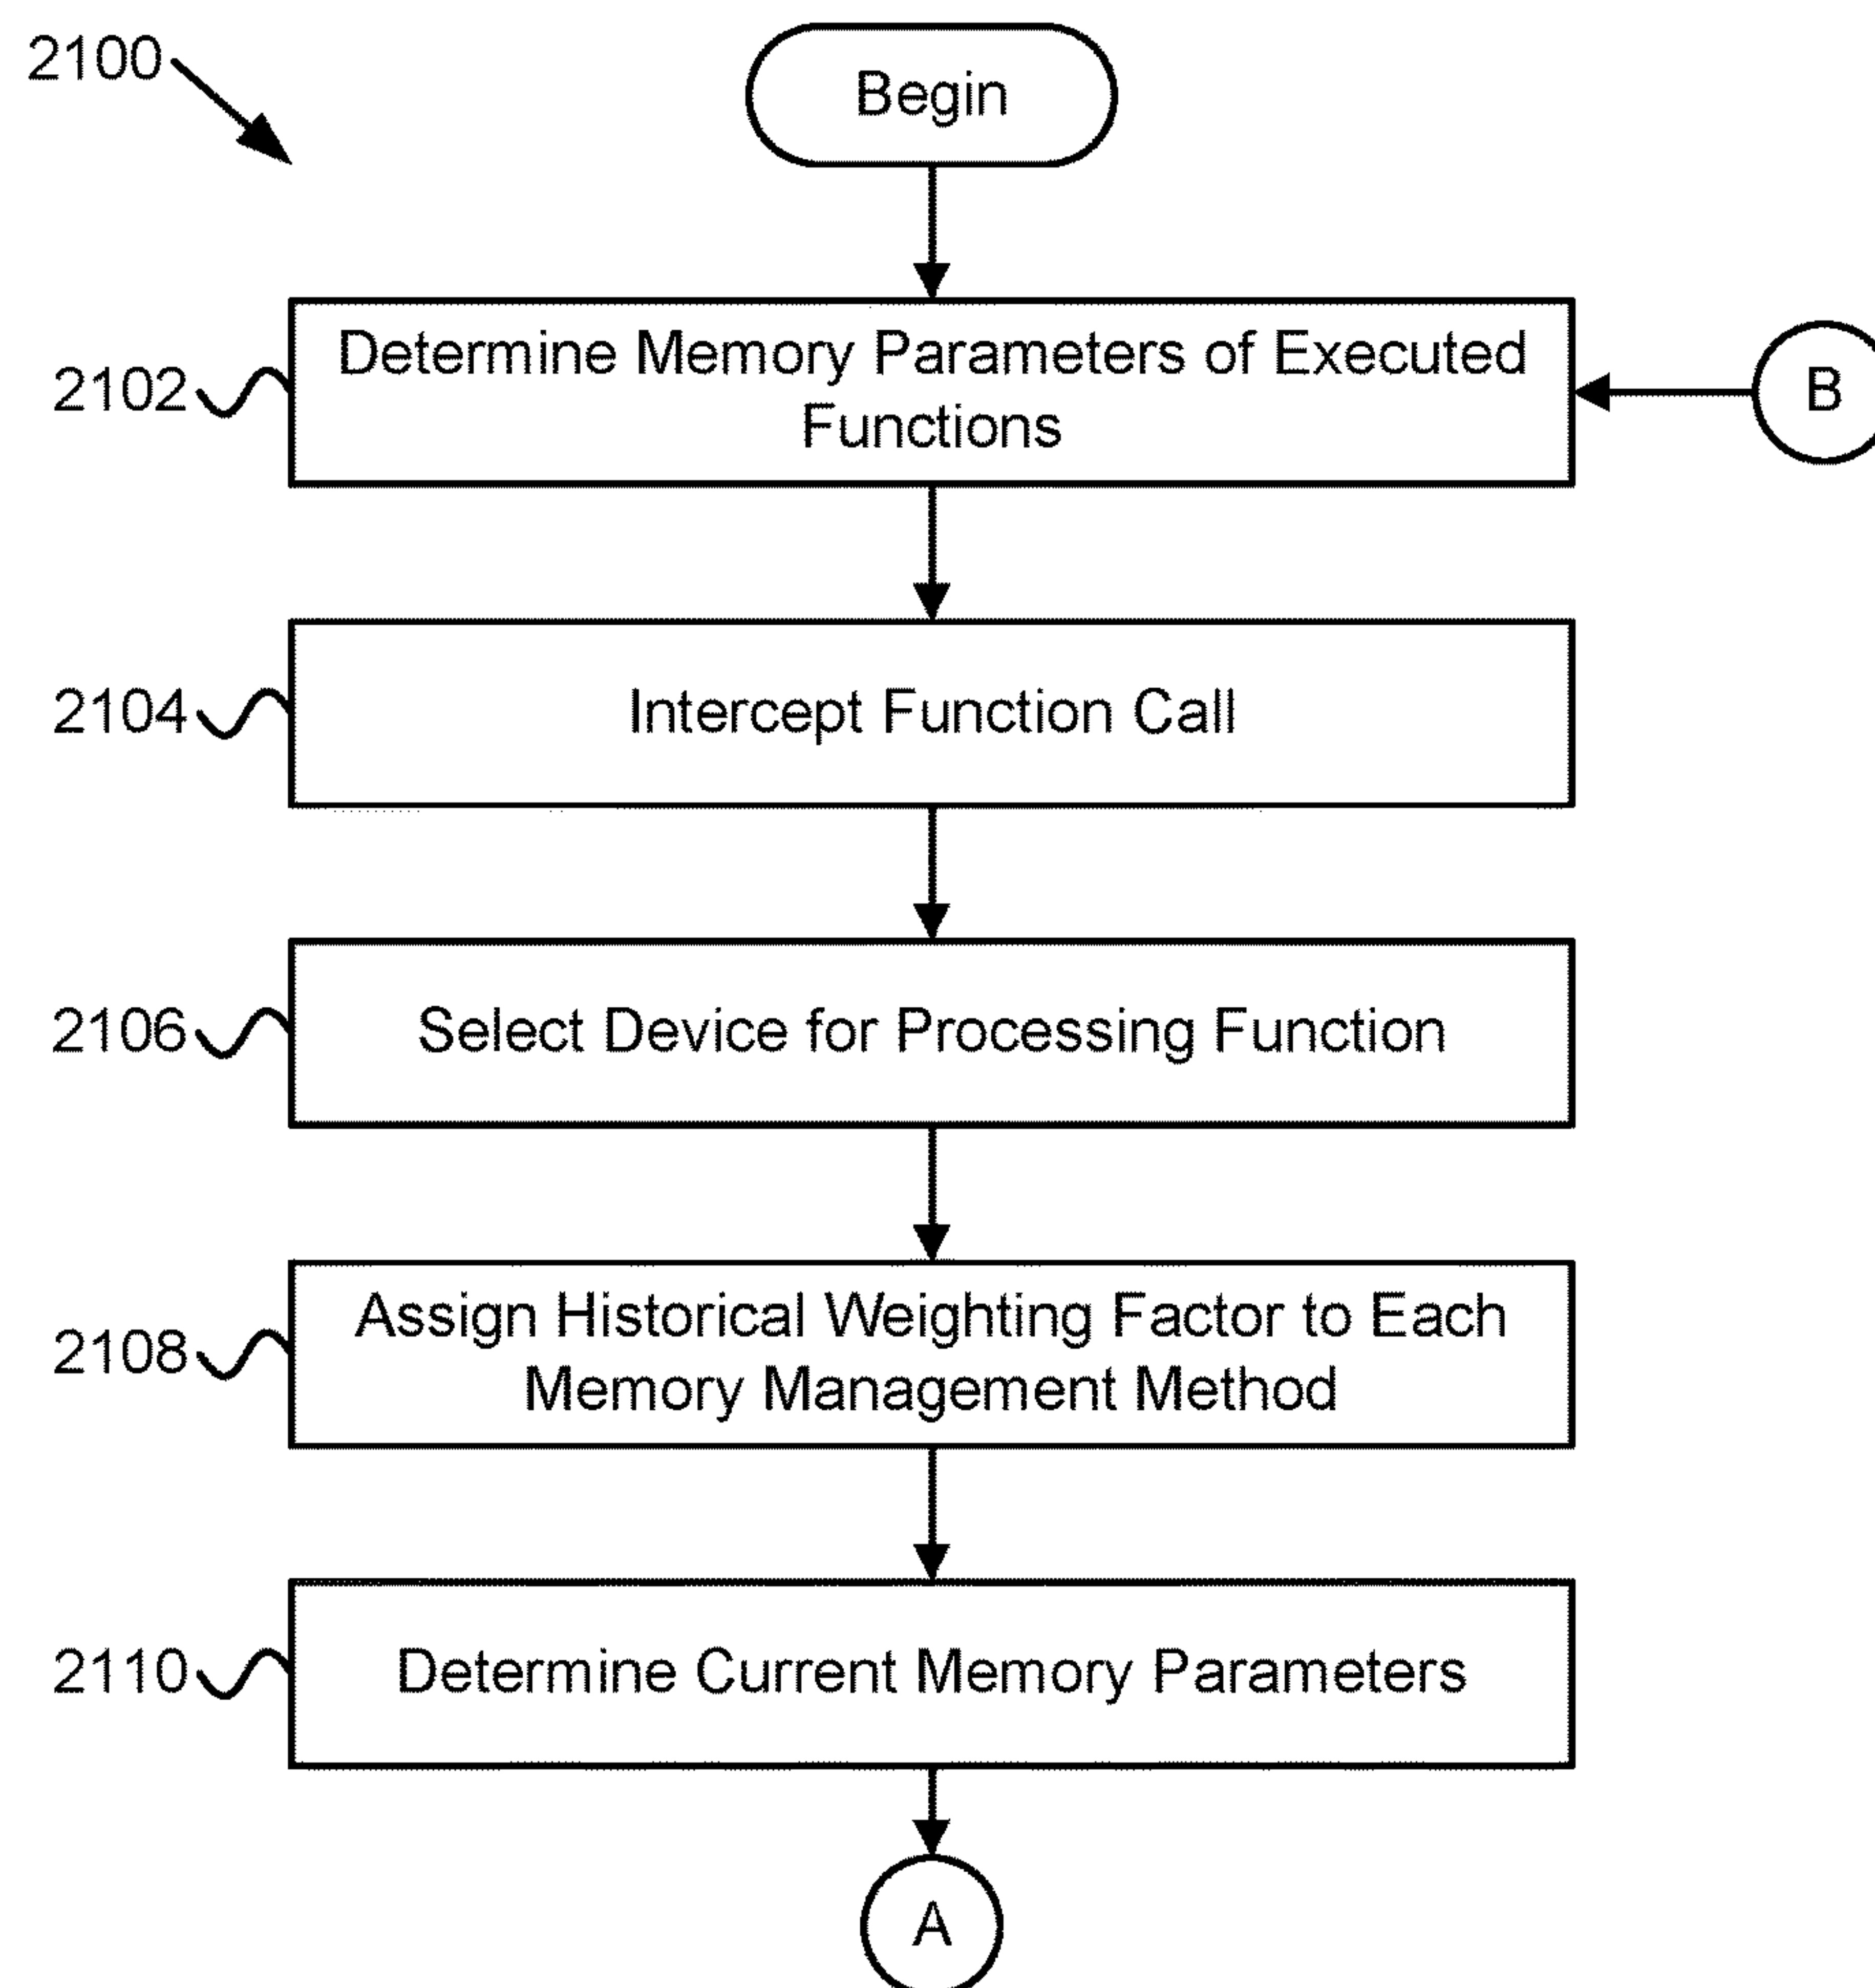 2100
Begin
2102
Determine Memory Parameters of Executed
Functions
B
2104
Intercept Function Call
2106
Select Device for Processing Function
2108
Assign Historical Weighting Factor to Each
Memory Management Method
2110
Determine Current Memory Parameters
A